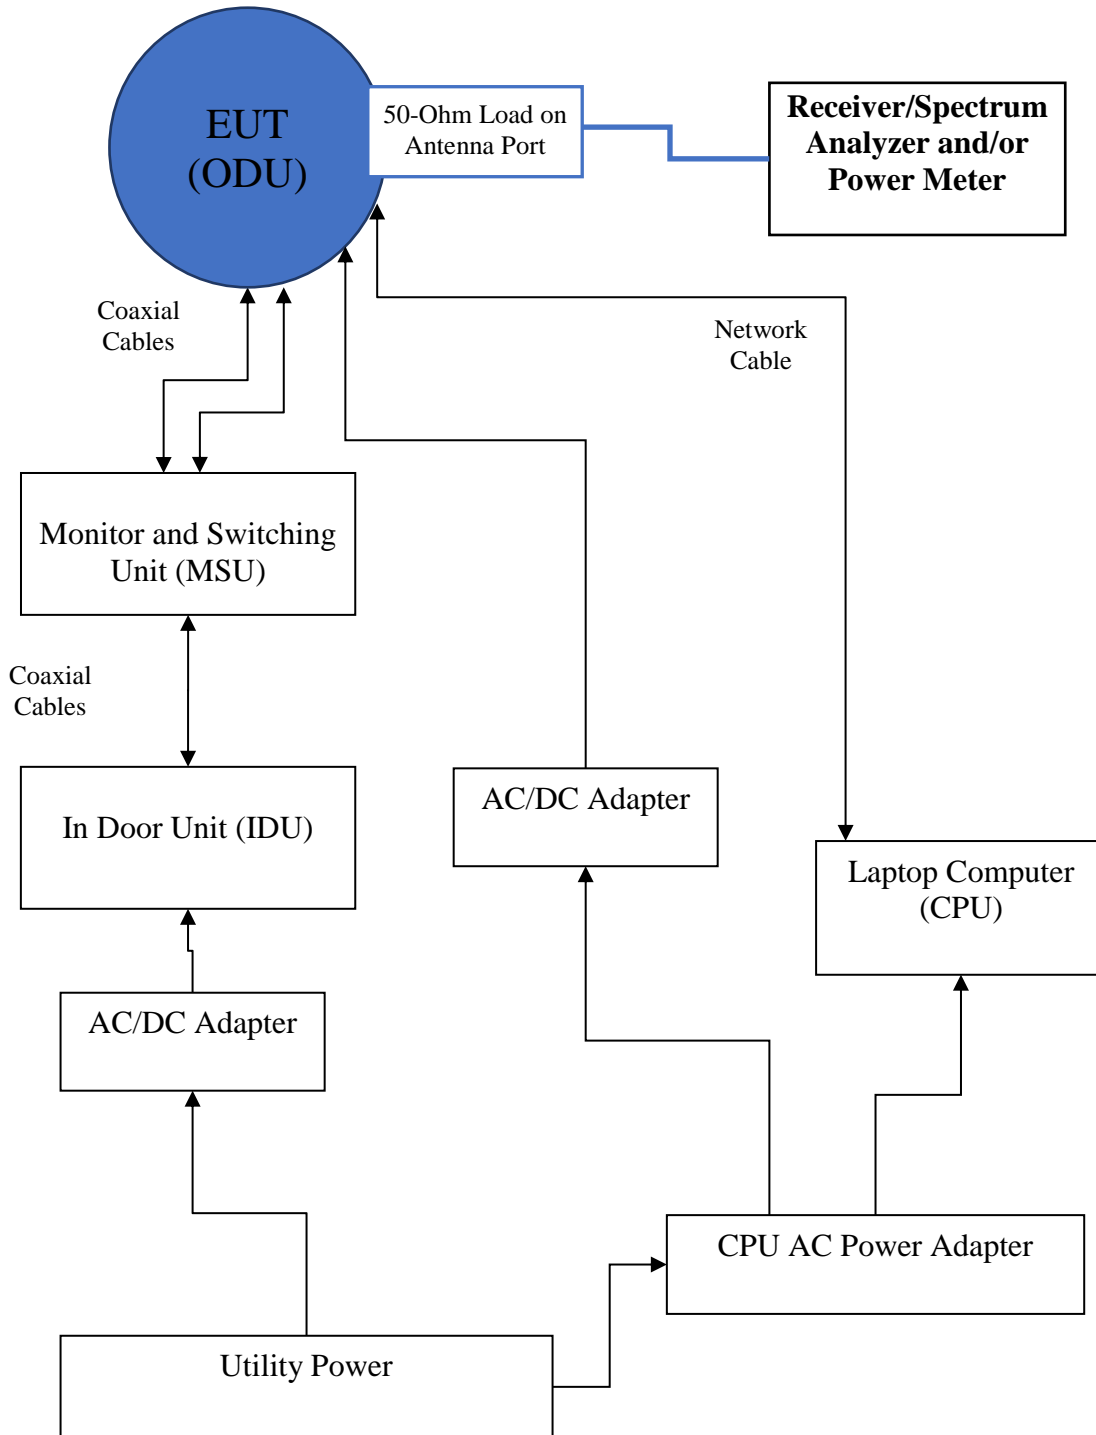 EUT
(ODU)
50-Ohm Load on
Antenna Port
Receiver/Spectrum
Analyzer and/or
Power Meter
Coaxial
Cables
Network
Cable
Monitor and Switching
Unit (MSU)
Coaxial
Cables
In Door Unit (IDU)
AC/DC Adapter
Laptop Computer
(CPU)
AC/DC Adapter
CPU AC Power Adapter
Utility Power